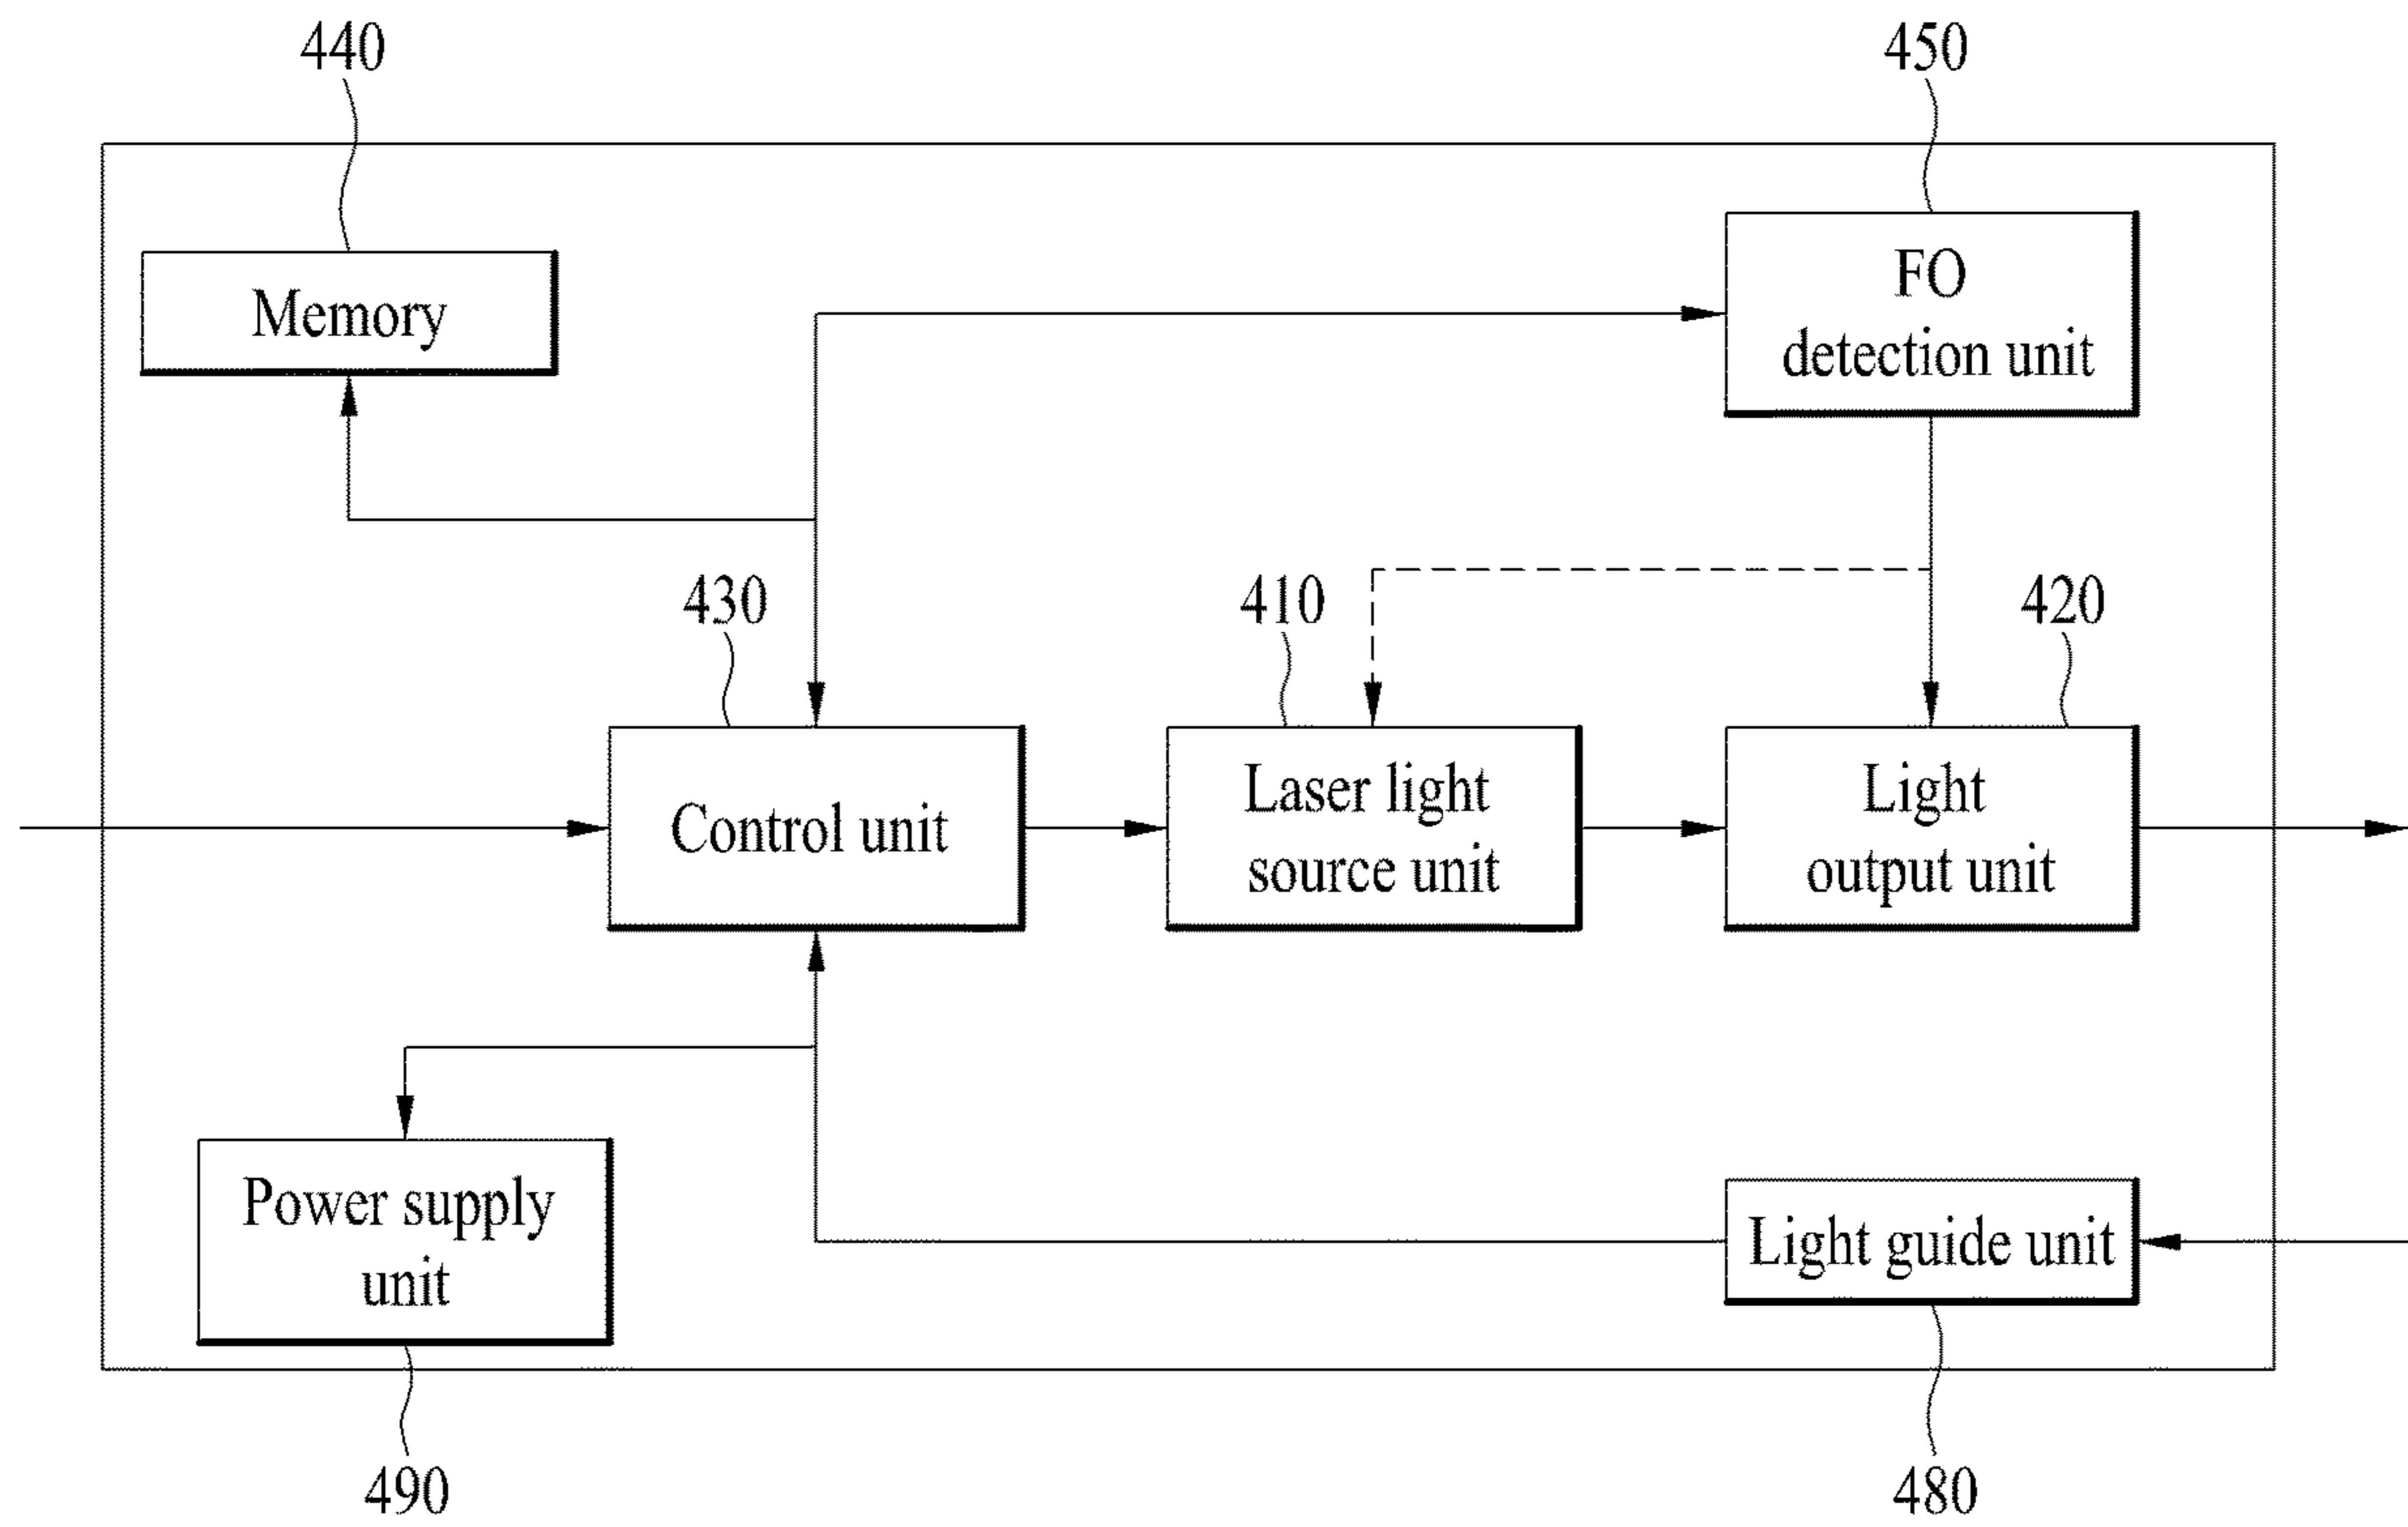 440
450
Memory
FO
detection unit
430
410
420
Control unit
Laser light
source unit
Light
output unit
Power supply
unit
Light guide unit
490
480